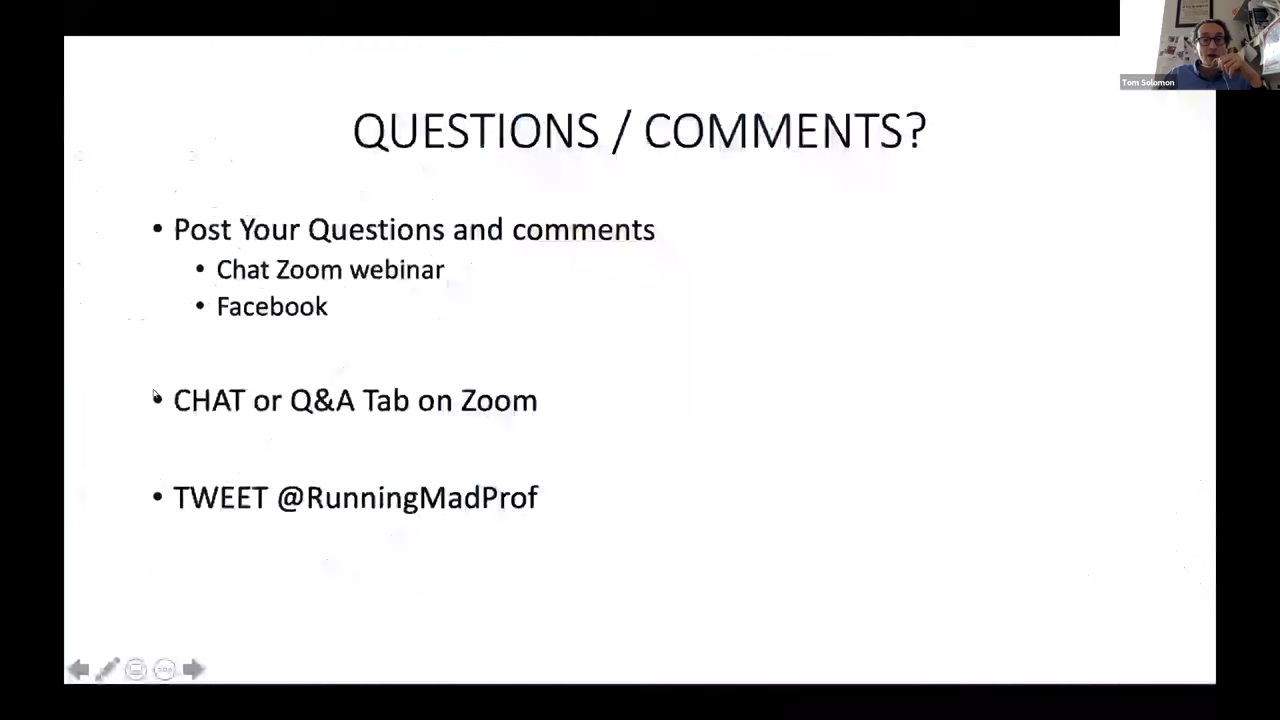 Tom Solomon
QUESTIONS / COMMENTS?
• Post Your Questions and comments
• Chat Zoom webinar
• Facebook
• CHAT or Q&A Tab on Zoom
• TWEET @RunningMadProf